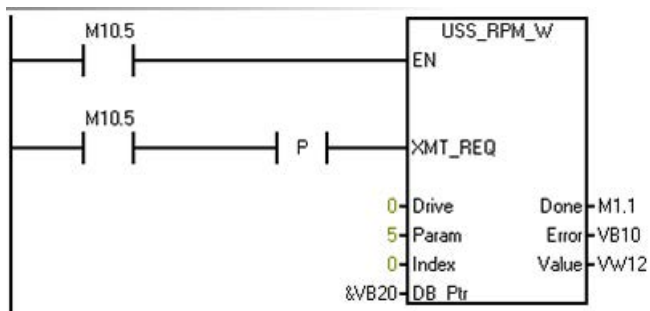 M10.5
USS_RPM_W
EN
M10.5
P
XMT_REQ
0 Drive Done M1.1
5 Param Error VB10
0 Index Value VW12
&VB20 DB_Ptr